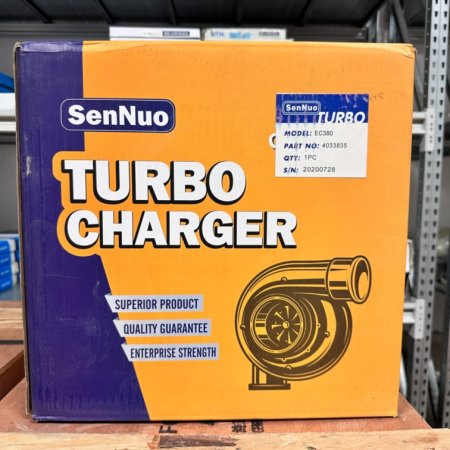 SenNuo
TURBO
CHARGER
SenNuo TURBO
MODEL: EC380
PART NO: 4033835
QTY: 1PC
S/N: 20200728
SUPERIOR PRODUCT
QUALITY GUARANTEE
ENTERPRISE STRENGTH
BEARINGS